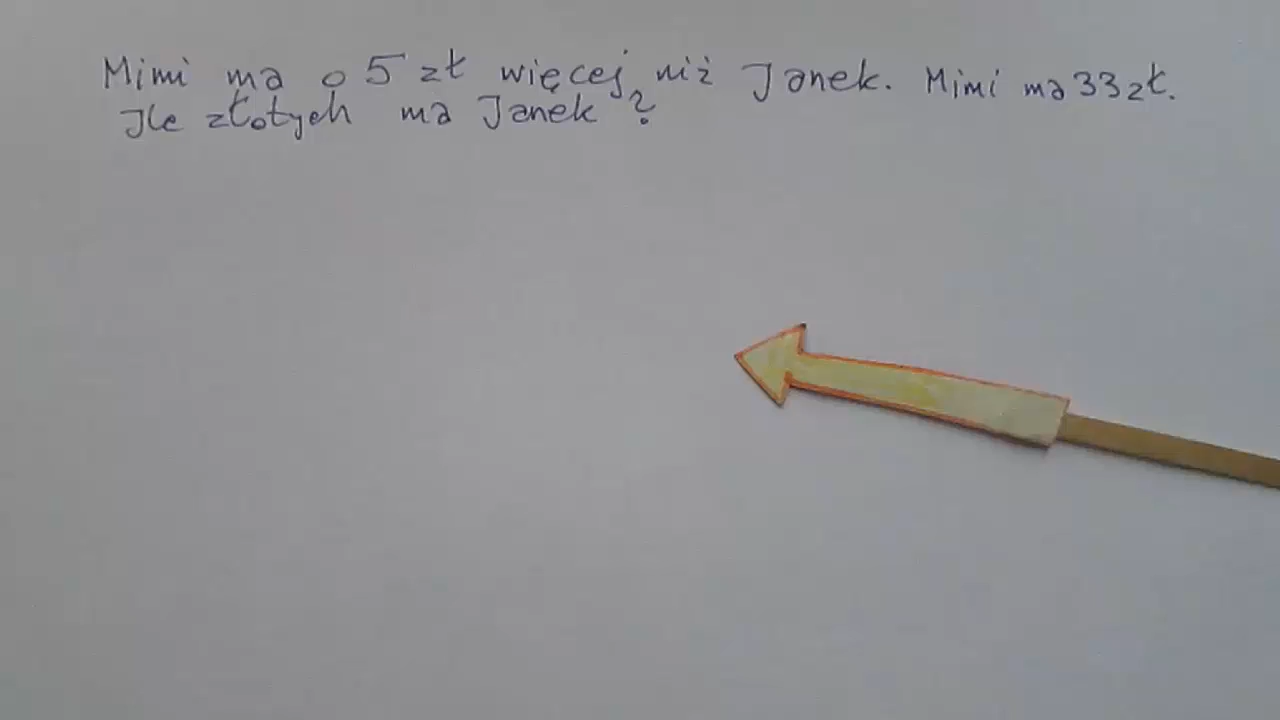 Mimi ma o 5 zł więcej niż Janek. Mimi ma 33 zł.
Ile złotych ma Janek?